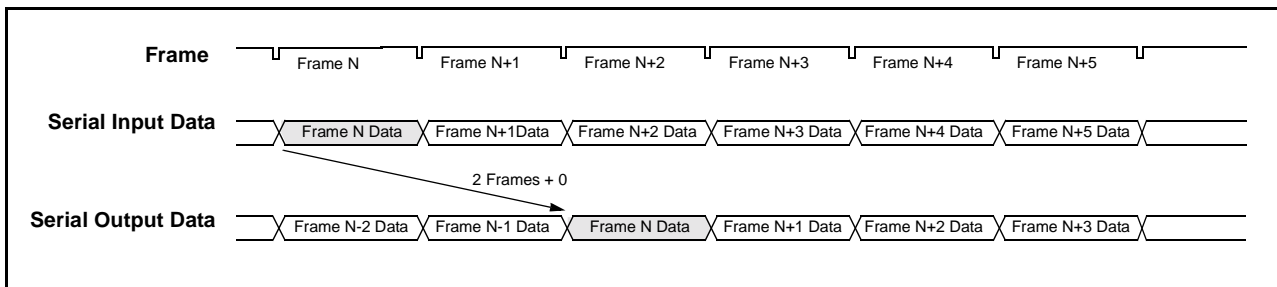 Frame
Frame N
Frame N+1
Frame N+2
Frame N+3
Frame N+4
Frame N+5
Serial Input Data
Frame N Data
Frame N+1Data
Frame N+2 Data
Frame N+3 Data
Frame N+4 Data
Frame N+5 Data
2 Frames + 0
Serial Output Data
Frame N-2 Data
Frame N-1 Data
Frame N Data
Frame N+1 Data
Frame N+2 Data
Frame N+3 Data